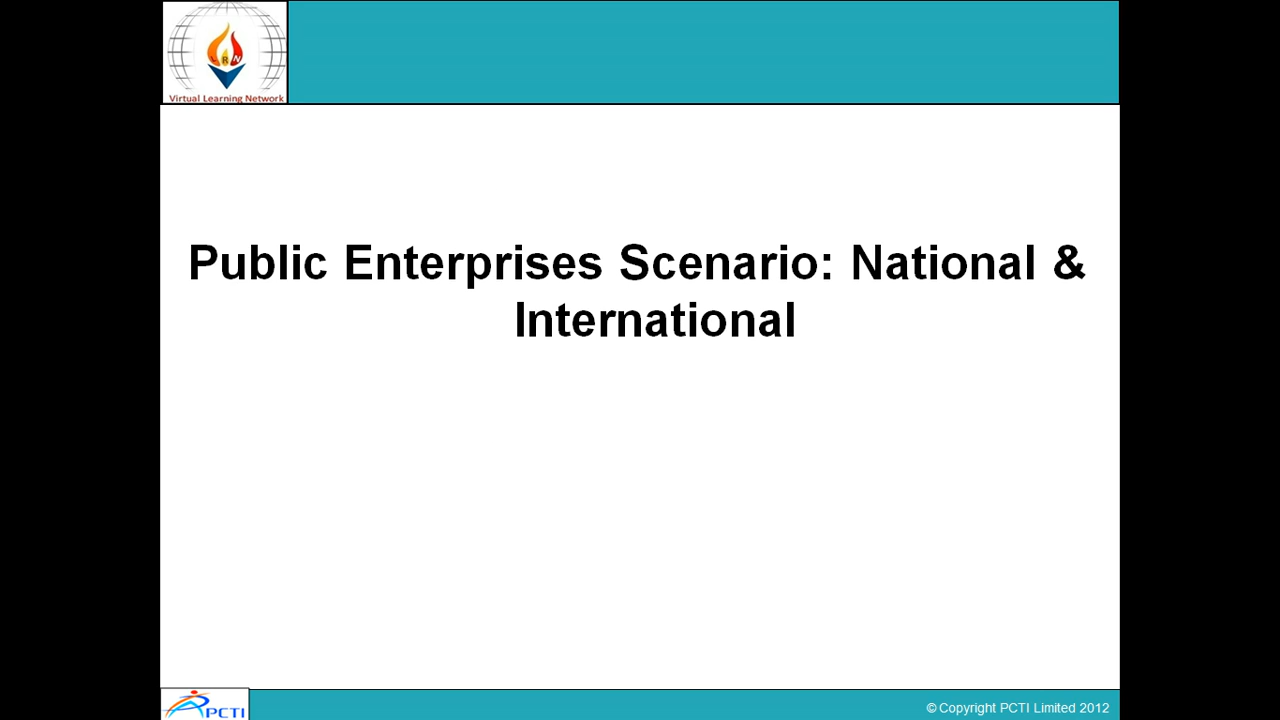 Virtual Learning Network
Public Enterprises Scenario: National &
International
PCTI
© Copyright PCTI Limited 2012